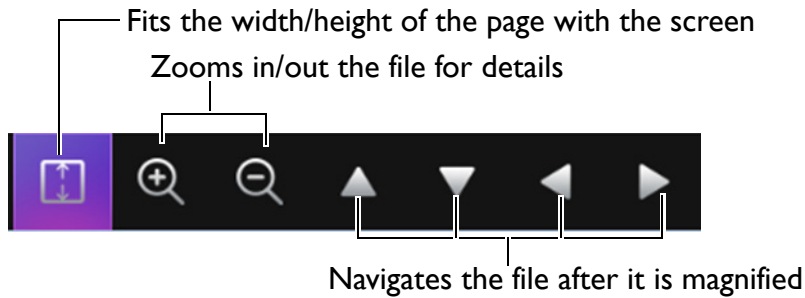 Fits the width/height of the page with the screen
Zooms in/out the file for details
Navigates the file after it is magnified